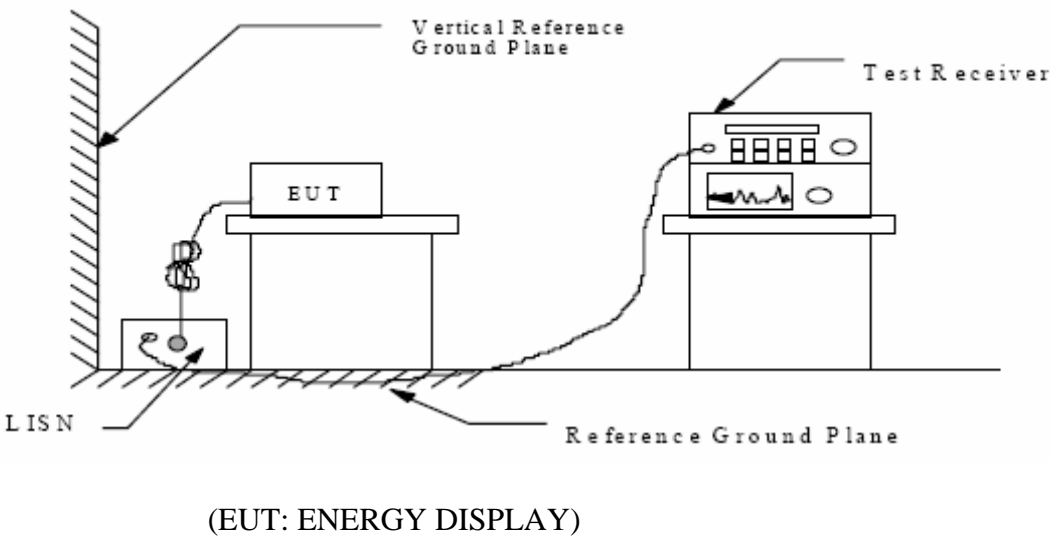 Vertical Reference
Ground Plane
Test Receiver
EUT
LISN
Reference Ground Plane
(EUT: ENERGY DISPLAY)